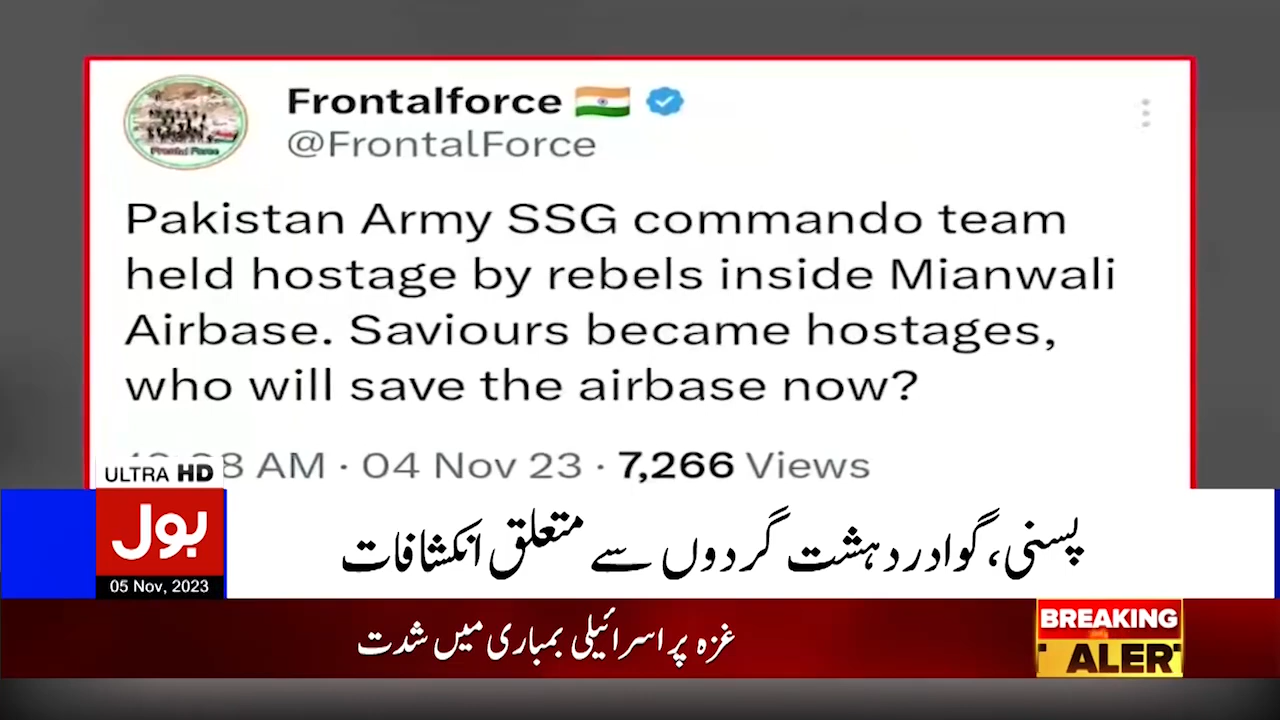 Frontalforce 🇮🇳
@FrontalForce
Pakistan Army SSG commando team
held hostage by rebels inside Mianwali
Airbase. Saviours became hostages,
who will save the airbase now?
AM · 04 Nov 23 · 7,266 Views
ULTRA HD
بول
05 Nov, 2023
پسنی، گوادر دہشت گردوں سے متعلق انکشافات
غزہ پر اسرائیلی بمباری میں شدت
BREAKING
ALERT